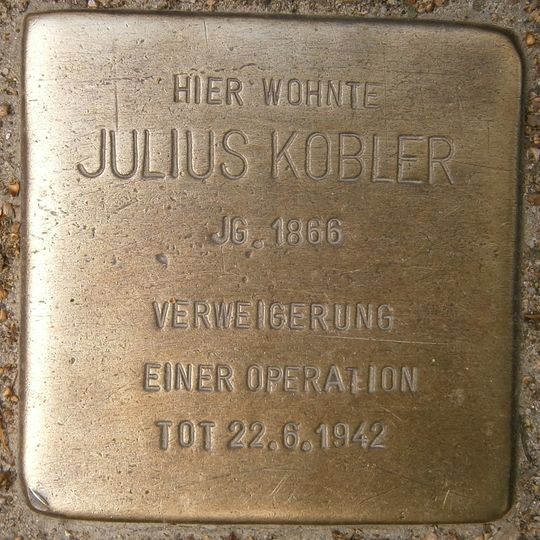 HIER WOHNTE
JULIUS KOBLER
JG. 1866
VERWEIGERUNG
EINER OPERATION
TOT 22.6.1942